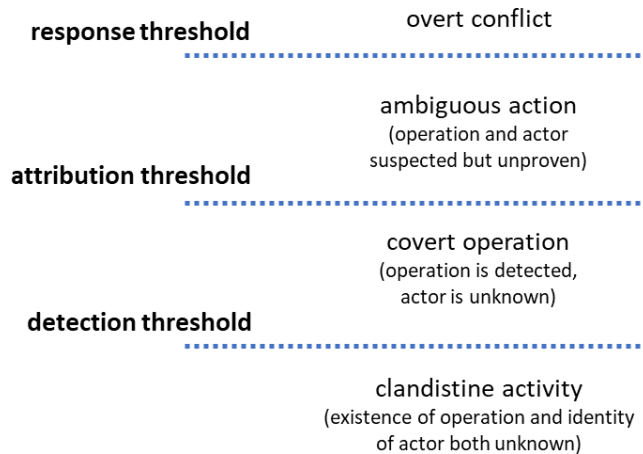 overt conflict
response threshold
ambiguous action
(operation and actor
suspected but unproven)
attribution threshold
covert operation
(operation is detected,
actor is unknown)
detection threshold
clandistine activity
(existence of operation and identity
of actor both unknown)